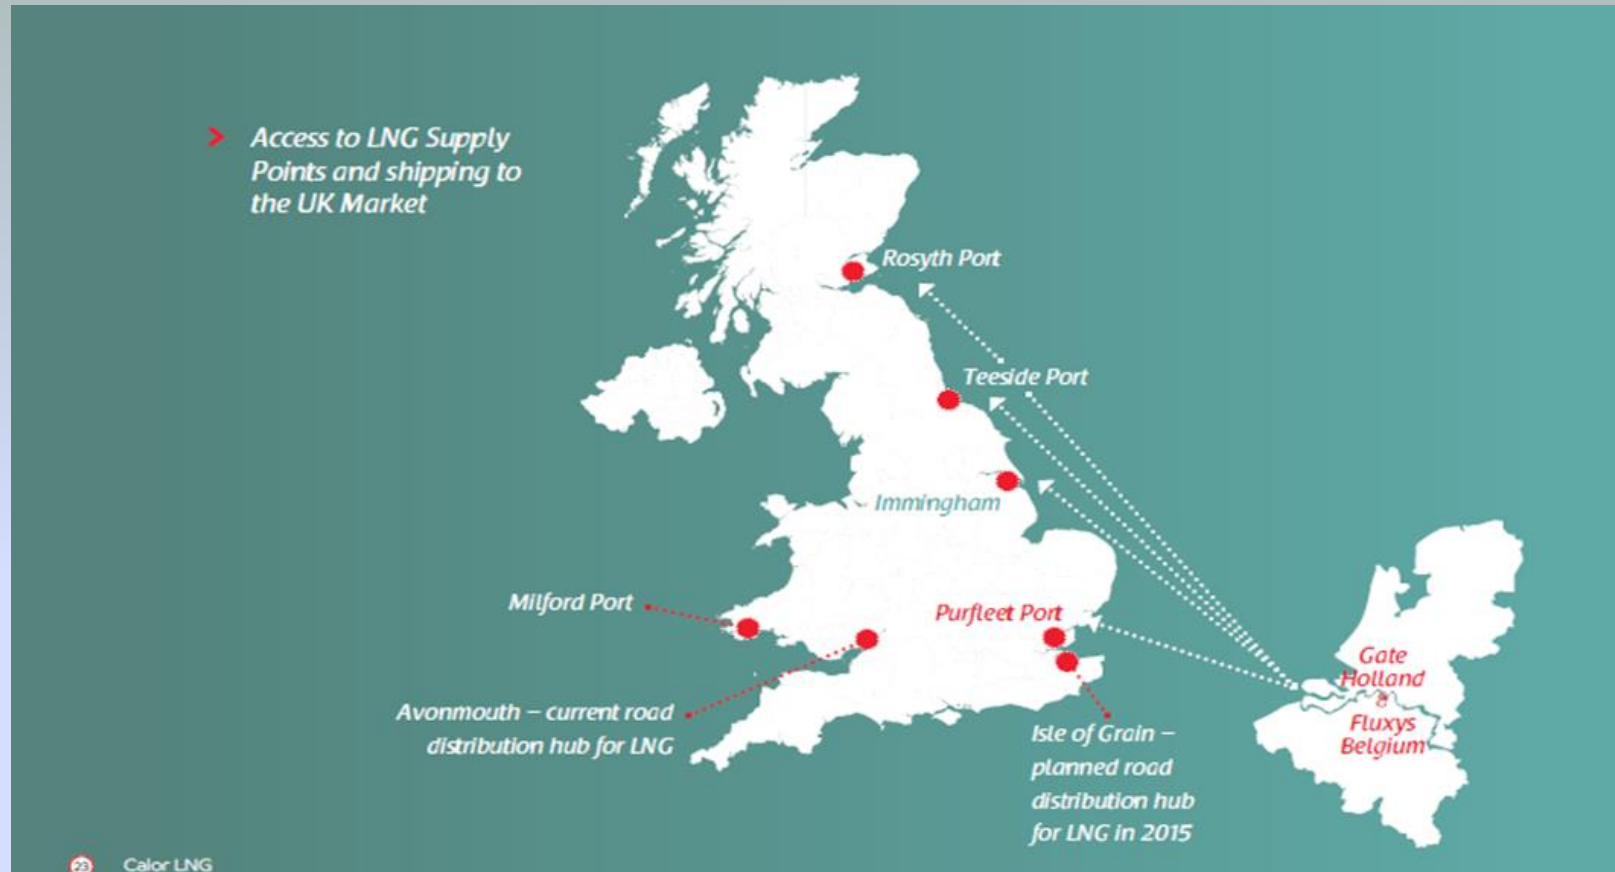 Access to LNG Supply
Points and shipping to
the UK Market
Rosyth Port
Teeside Port
Immingham
Milford Port
Purfleet Port
Avonmouth – current road
distribution hub for LNG
Isle of Grain –
planned road
distribution hub
for LNG in 2015
Gate
Holland
&
Fluxys
Belgium
23 Calor LNG